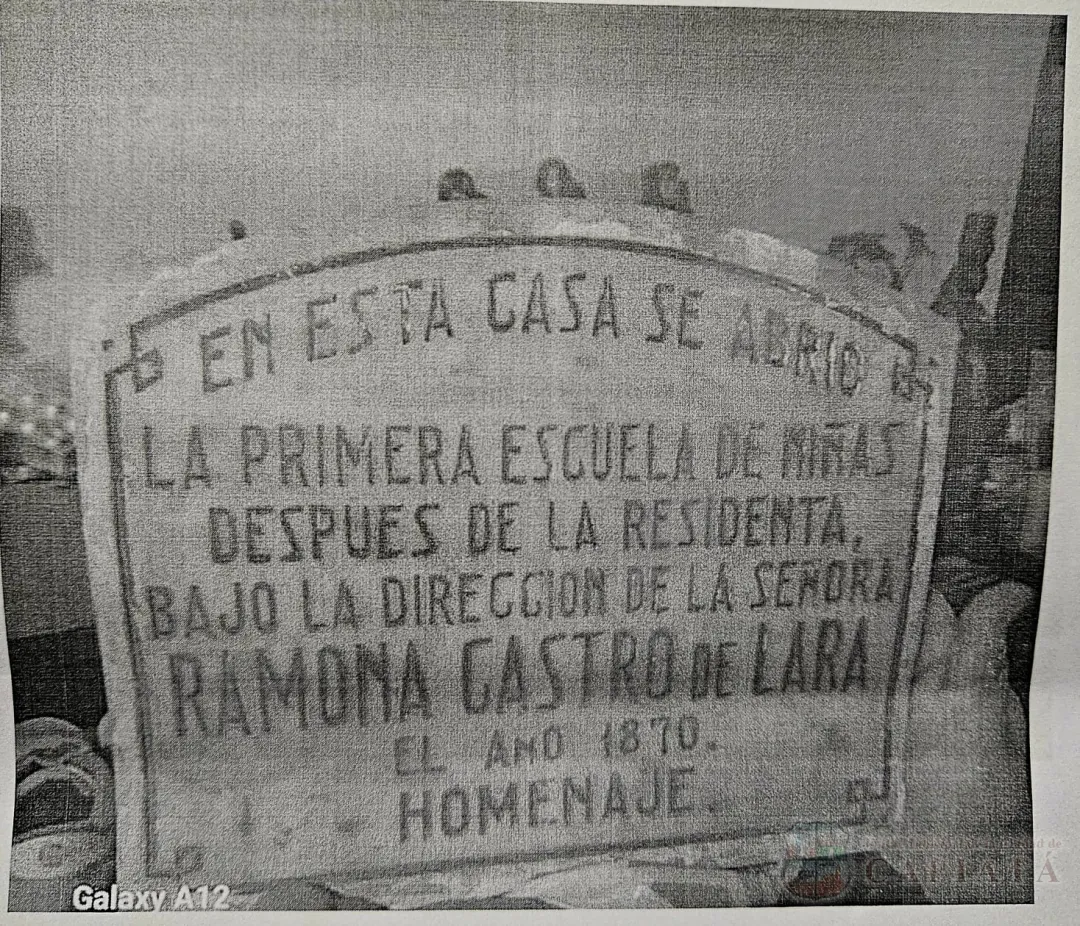 EN ESTA CASA SE ABRIO
LA PRIMERA ESCUELA DE NIÑAS
DESPUES DE LA RESIDENTA,
BAJO LA DIRECCION DE LA SEÑORA
RAMONA CASTRO DE LARA
EL AÑO 1870.
HOMENAJE.
Galaxy A12